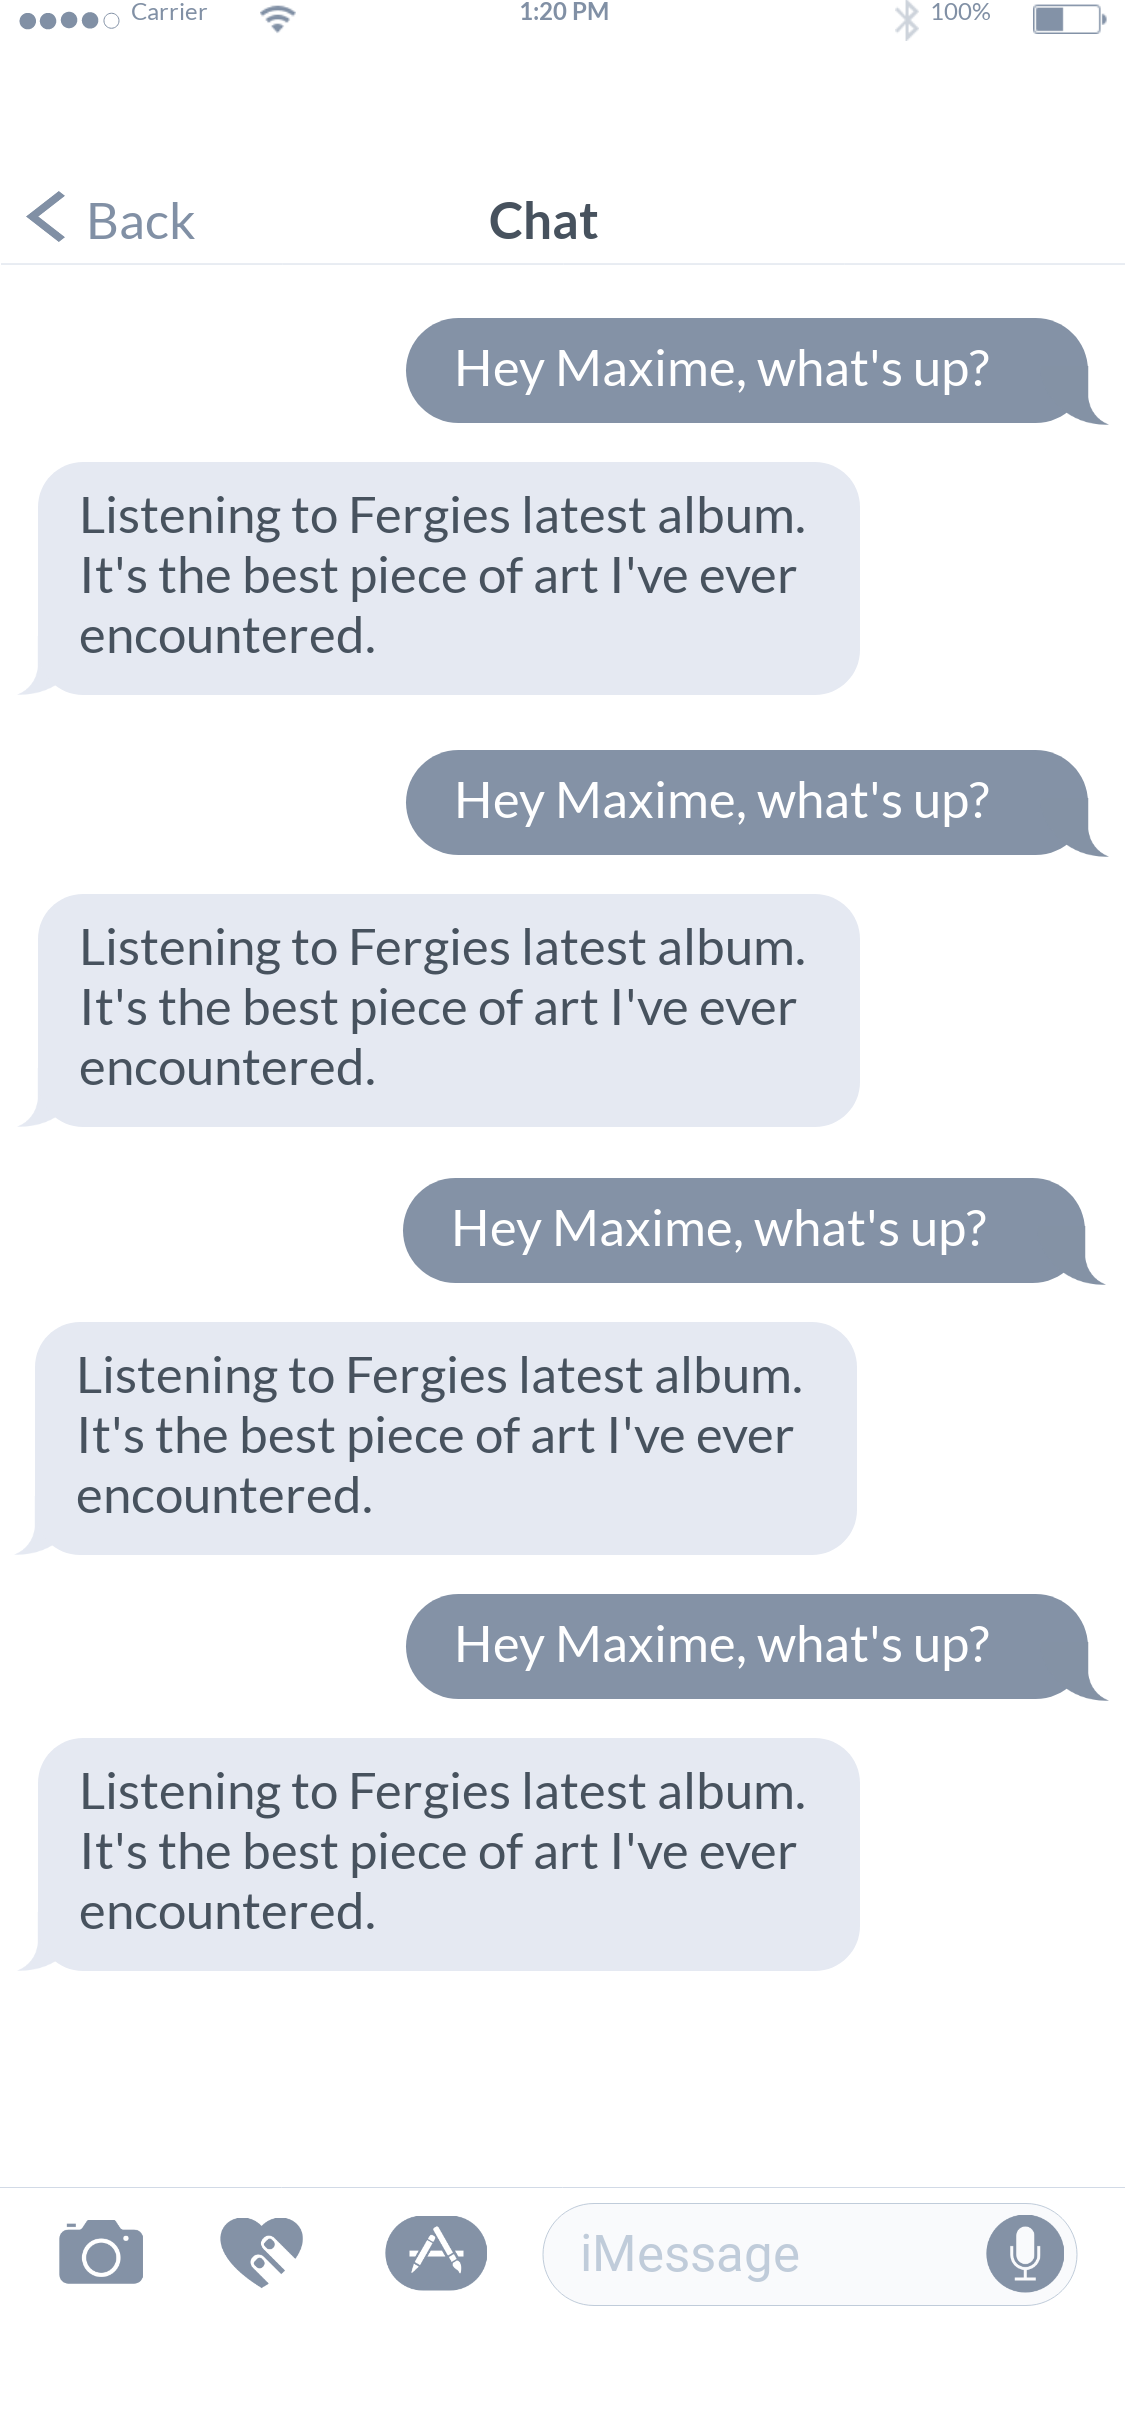 Carrier 1:20 PM 100%
Back Chat
Hey Maxime, what's up?
Listening to Fergies latest album.
It's the best piece of art I've ever
encountered.
Hey Maxime, what's up?
Listening to Fergies latest album.
It's the best piece of art I've ever
encountered.
Hey Maxime, what's up?
Listening to Fergies latest album.
It's the best piece of art I've ever
encountered.
Hey Maxime, what's up?
Listening to Fergies latest album.
It's the best piece of art I've ever
encountered.
iMessage